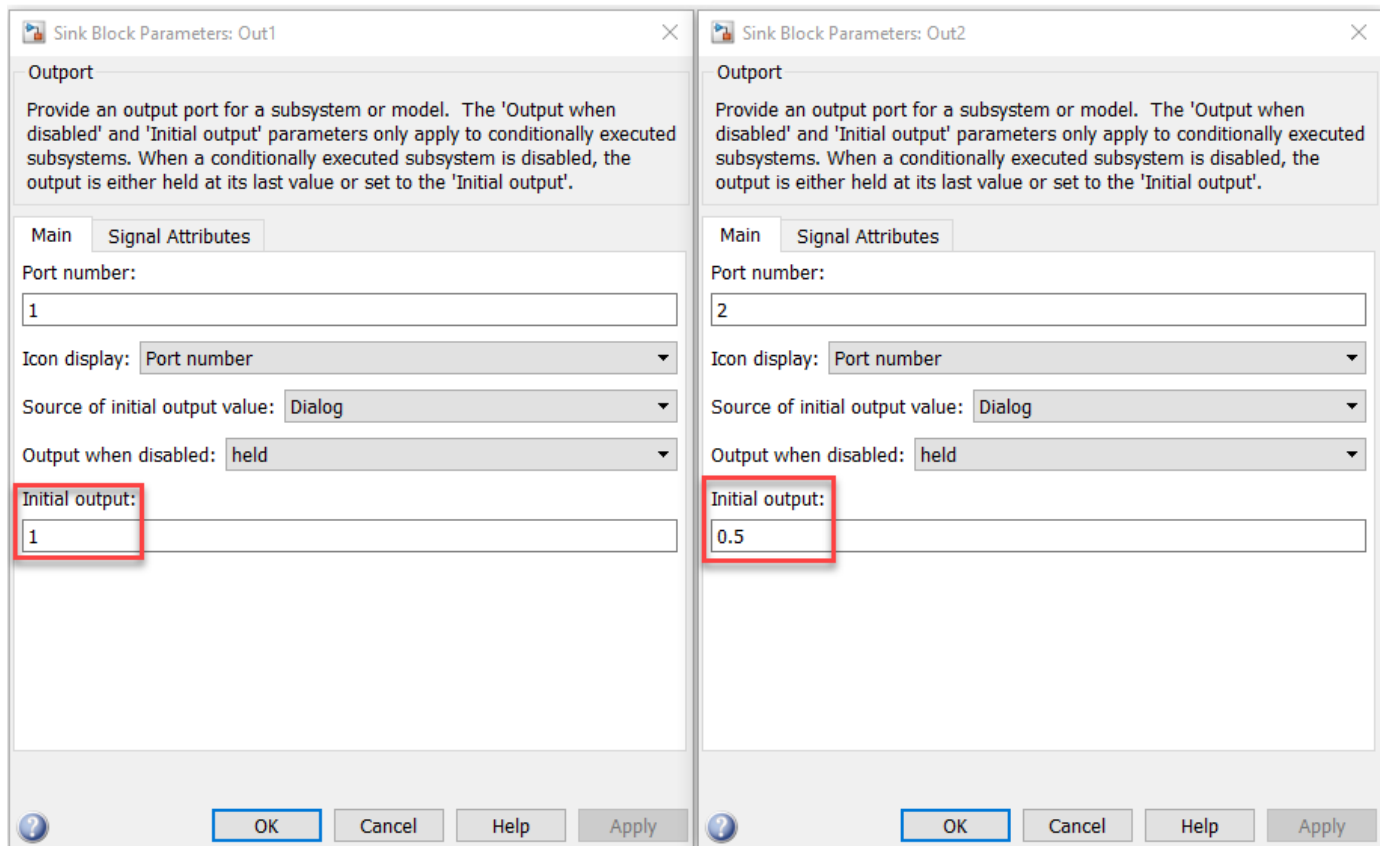 Sink Block Parameters: Out1
Outport
Provide an output port for a subsystem or model. The 'Output when
disabled' and 'Initial output' parameters only apply to conditionally executed
subsystems. When a conditionally executed subsystem is disabled, the
output is either held at its last value or set to the 'Initial output'.
Main Signal Attributes
Port number:
1
Icon display: Port number
Source of initial output value: Dialog
Output when disabled: held
Initial output:
1
OK Cancel Help Apply
Sink Block Parameters: Out2
Outport
Provide an output port for a subsystem or model. The 'Output when
disabled' and 'Initial output' parameters only apply to conditionally executed
subsystems. When a conditionally executed subsystem is disabled, the
output is either held at its last value or set to the 'Initial output'.
Main Signal Attributes
Port number:
2
Icon display: Port number
Source of initial output value: Dialog
Output when disabled: held
Initial output:
0.5
OK Cancel Help Apply